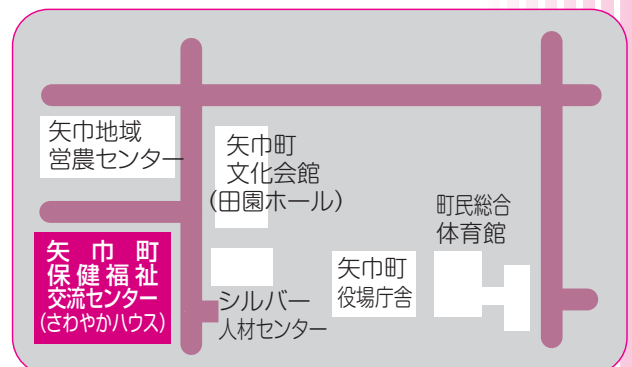 矢巾地域
営農センター
矢巾町
文化会館
(田園ホール)
町民総合
体育館
矢巾町
保健福祉
交流センター
(さわやかハウス)
シルバー
人材センター
矢巾町
役場庁舎